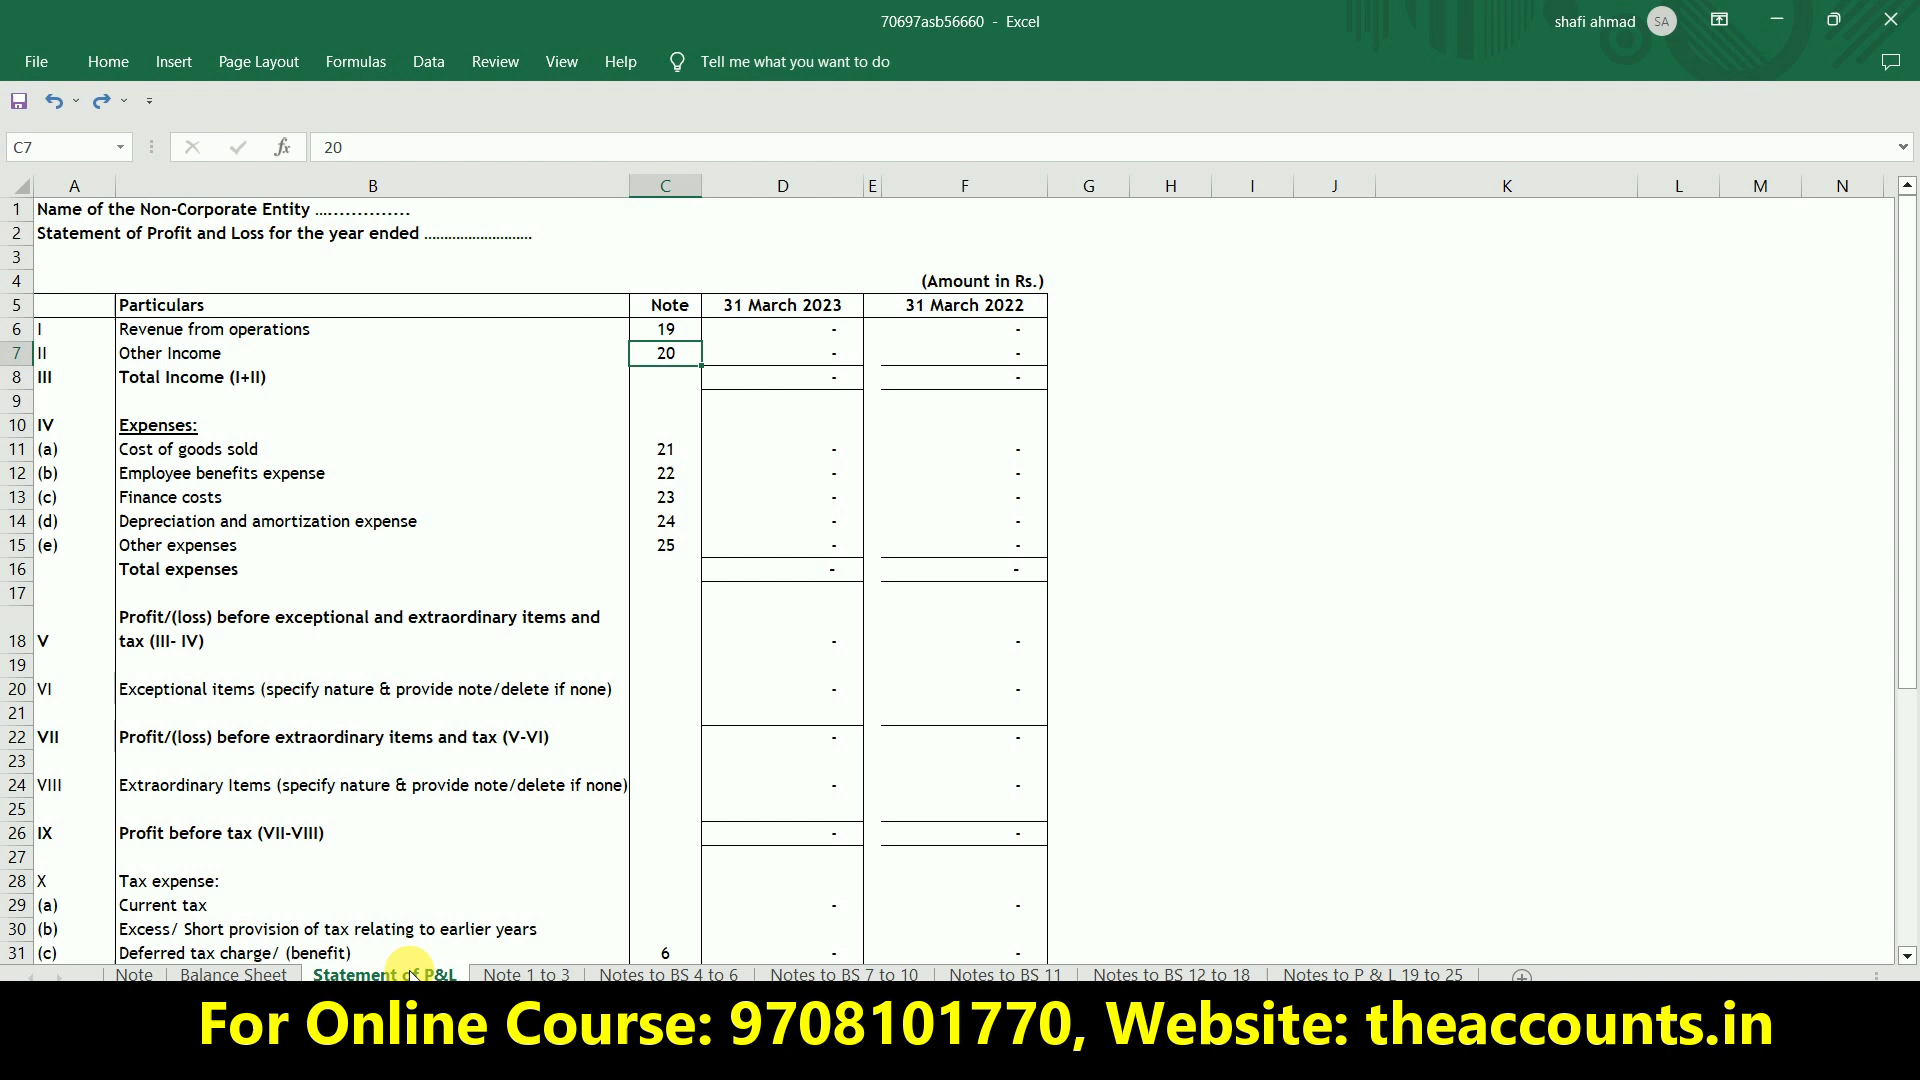 70697asb56660 - Excel
shafi ahmad SA
File Home Insert Page Layout Formulas Data Review View Help Tell me what you want to do
C7 fx 20
A B C D E F G H I J K L M N
1 Name of the Non-Corporate Entity .................
2 Statement of Profit and Loss for the year ended ...........................
3
4 (Amount in Rs.)
5 Particulars Note 31 March 2023 31 March 2022
6 I Revenue from operations 19 - -
7 II Other Income 20 - -
8 III Total Income (I+II) - -
9
10 IV Expenses:
11 (a) Cost of goods sold 21 - -
12 (b) Employee benefits expense 22 - -
13 (c) Finance costs 23 - -
14 (d) Depreciation and amortization expense 24 - -
15 (e) Other expenses 25 - -
16 Total expenses - -
17
Profit/(loss) before exceptional and extraordinary items and
18 V tax (III- IV) - -
19
20 VI Exceptional items (specify nature & provide note/delete if none) - -
21
22 VII Profit/(loss) before extraordinary items and tax (V-VI) - -
23
24 VIII Extraordinary Items (specify nature & provide note/delete if none) - -
25
26 IX Profit before tax (VII-VIII) - -
27
28 X Tax expense:
29 (a) Current tax - -
30 (b) Excess/ Short provision of tax relating to earlier years
31 (c) Deferred tax charge/ (benefit) 6 - -
Note Balance Sheet Statement of P&L Note 1 to 3 Notes to BS 4 to 6 Notes to BS 7 to 10 Notes to BS 11 Notes to BS 12 to 18 Notes to P & L 19 to 25
For Online Course: 9708101770, Website: theaccounts.in